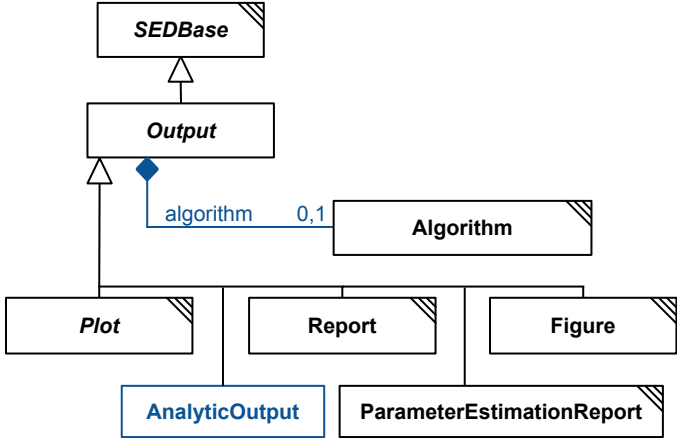 SEDBase
Output
algorithm 0,1
Algorithm
Plot Report Figure
AnalyticOutput ParameterEstimationReport